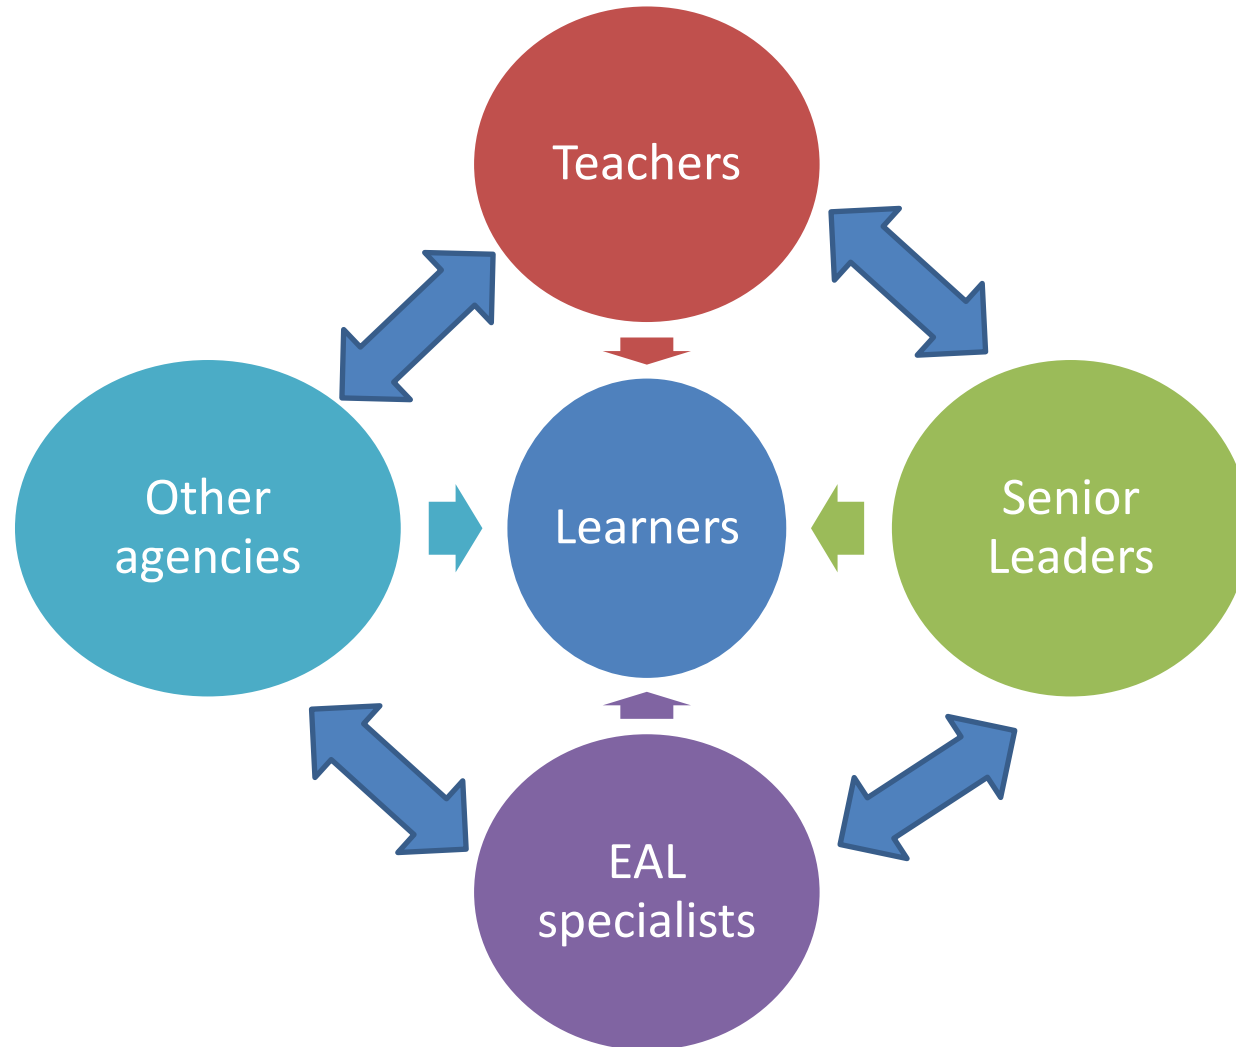 Teachers
Other
agencies
Learners
Senior
Leaders
EAL
specialists